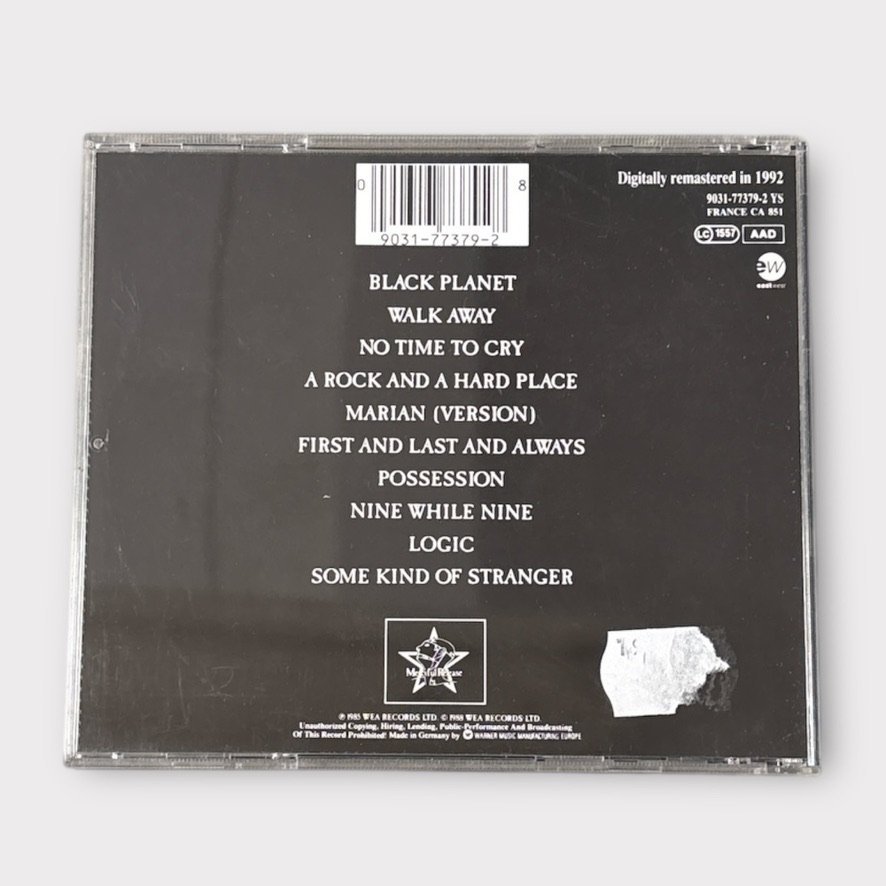 0 8
9031-77379-2
Digitally remastered in 1992
9031-77379-2 YS
FRANCE CA 851
LC 1557 AAD
ew
eastwest
BLACK PLANET
WALK AWAY
NO TIME TO CRY
A ROCK AND A HARD PLACE
MARIAN (VERSION)
FIRST AND LAST AND ALWAYS
POSSESSION
NINE WHILE NINE
LOGIC
SOME KIND OF STRANGER
Merciful Release
℗ 1985 WEA RECORDS LTD. © 1988 WEA RECORDS LTD.
Unauthorized Copying, Hiring, Lending, Public-Performance And Broadcasting
Of This Record Prohibited! Made in Germany by WARNER MUSIC MANUFACTURING EUROPE